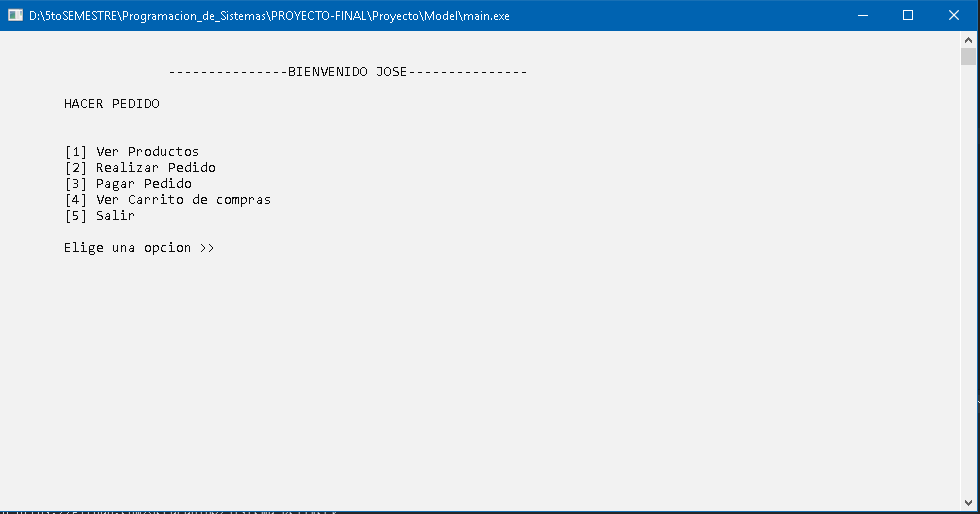 D:\5toSEMESTRE\Programacion_de_Sistemas\PROYECTO-FINAL\Proyecto\Model\main.exe
---------------BIENVENIDO JOSE---------------
HACER PEDIDO
[1] Ver Productos
[2] Realizar Pedido
[3] Pagar Pedido
[4] Ver Carrito de compras
[5] Salir
Elige una opcion >>